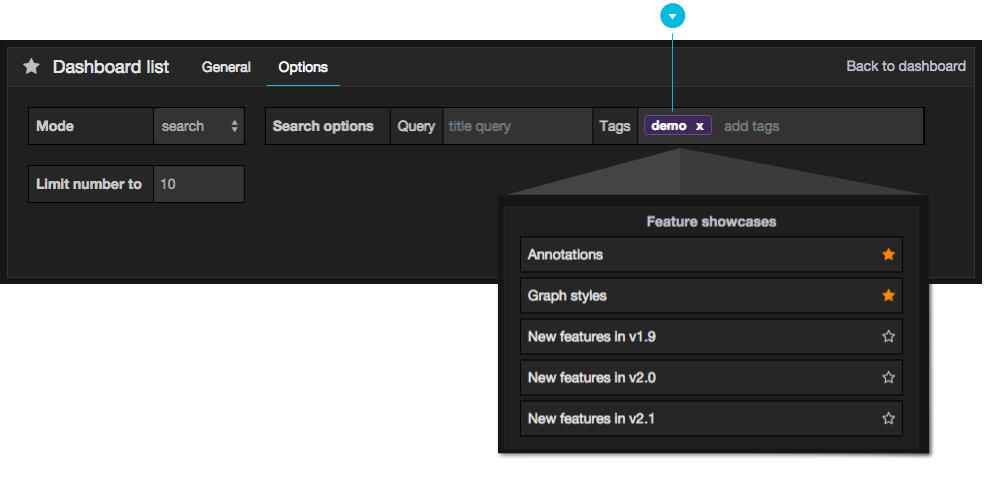 Dashboard list General Options Back to dashboard
Mode search Search options Query title query Tags demo x add tags
Limit number to 10
Feature showcases
Annotations
Graph styles
New features in v1.9
New features in v2.0
New features in v2.1